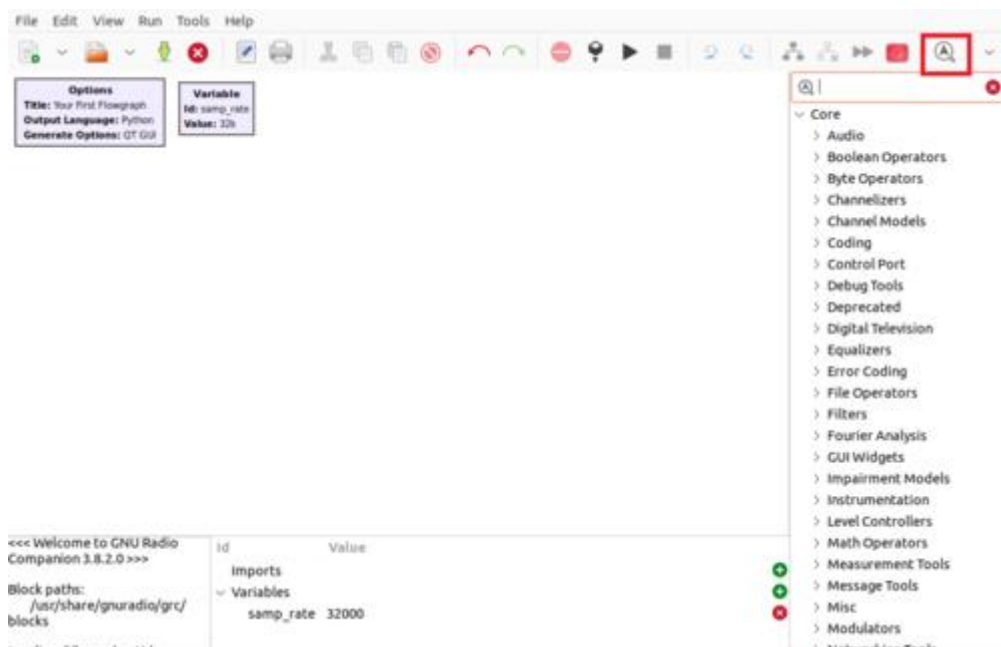 File Edit View Run Tools Help
Options
Title: Your First Flowgraph
Output Language: Python
Generate Options: QT GUI
Variable
Id: samp_rate
Value: 32k
Core
Audio
Boolean Operators
Byte Operators
Channelizers
Channel Models
Coding
Control Port
Debug Tools
Deprecated
Digital Television
Equalizers
Error Coding
File Operators
Filters
Fourier Analysis
GUI Widgets
Impairment Models
Instrumentation
Level Controllers
Math Operators
Measurement Tools
Message Tools
Misc
Modulators
<<< Welcome to GNU Radio
Companion 3.8.2.0 >>>
Block paths:
/usr/share/gnuradio/grc/
blocks
Id Value
Imports
Variables
samp_rate 32000